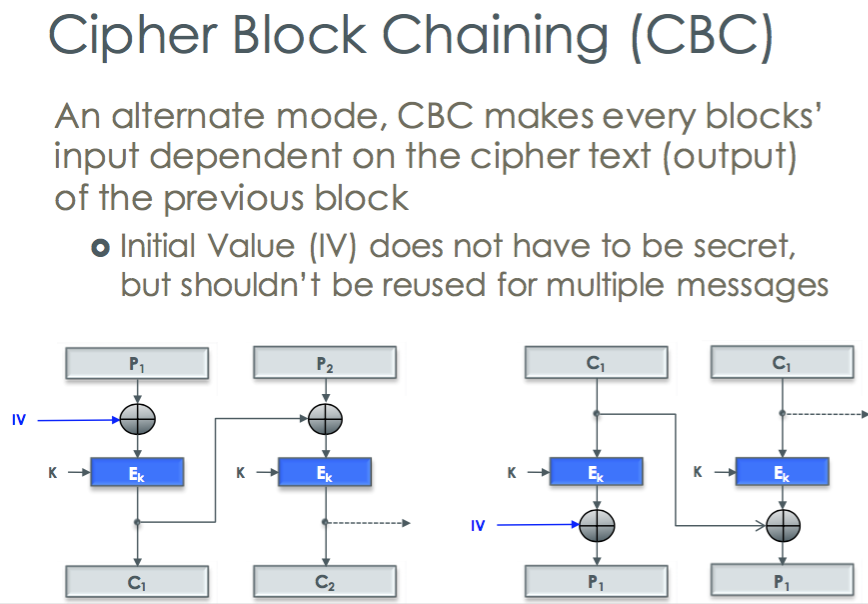 Cipher Block Chaining (CBC)
An alternate mode, CBC makes every blocks'
input dependent on the cipher text (output)
of the previous block
Initial Value (IV) does not have to be secret,
but shouldn't be reused for multiple messages
P₁ P₂ C₁ C₁
IV
K Eₖ K Eₖ K Eₖ K Eₖ
IV
C₁ C₂ P₁ P₁